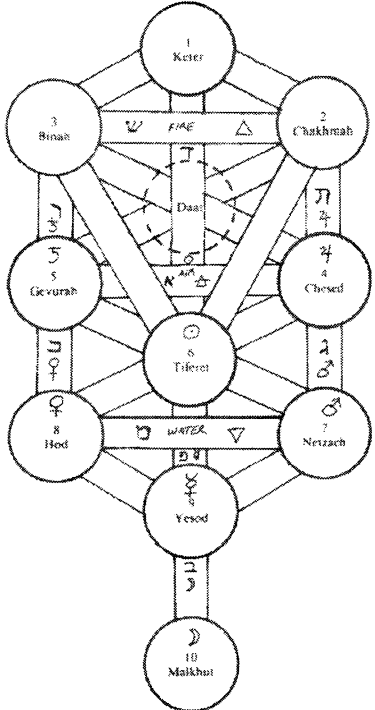 1
Keter
3
Binah
2
Chakhmah
ש FIRE
Daat
א AIR
5
Gevurah
4
Chesed
6
Tiferet
8
Hod
WATER
7
Netzach
Yesod
10
Malkhut